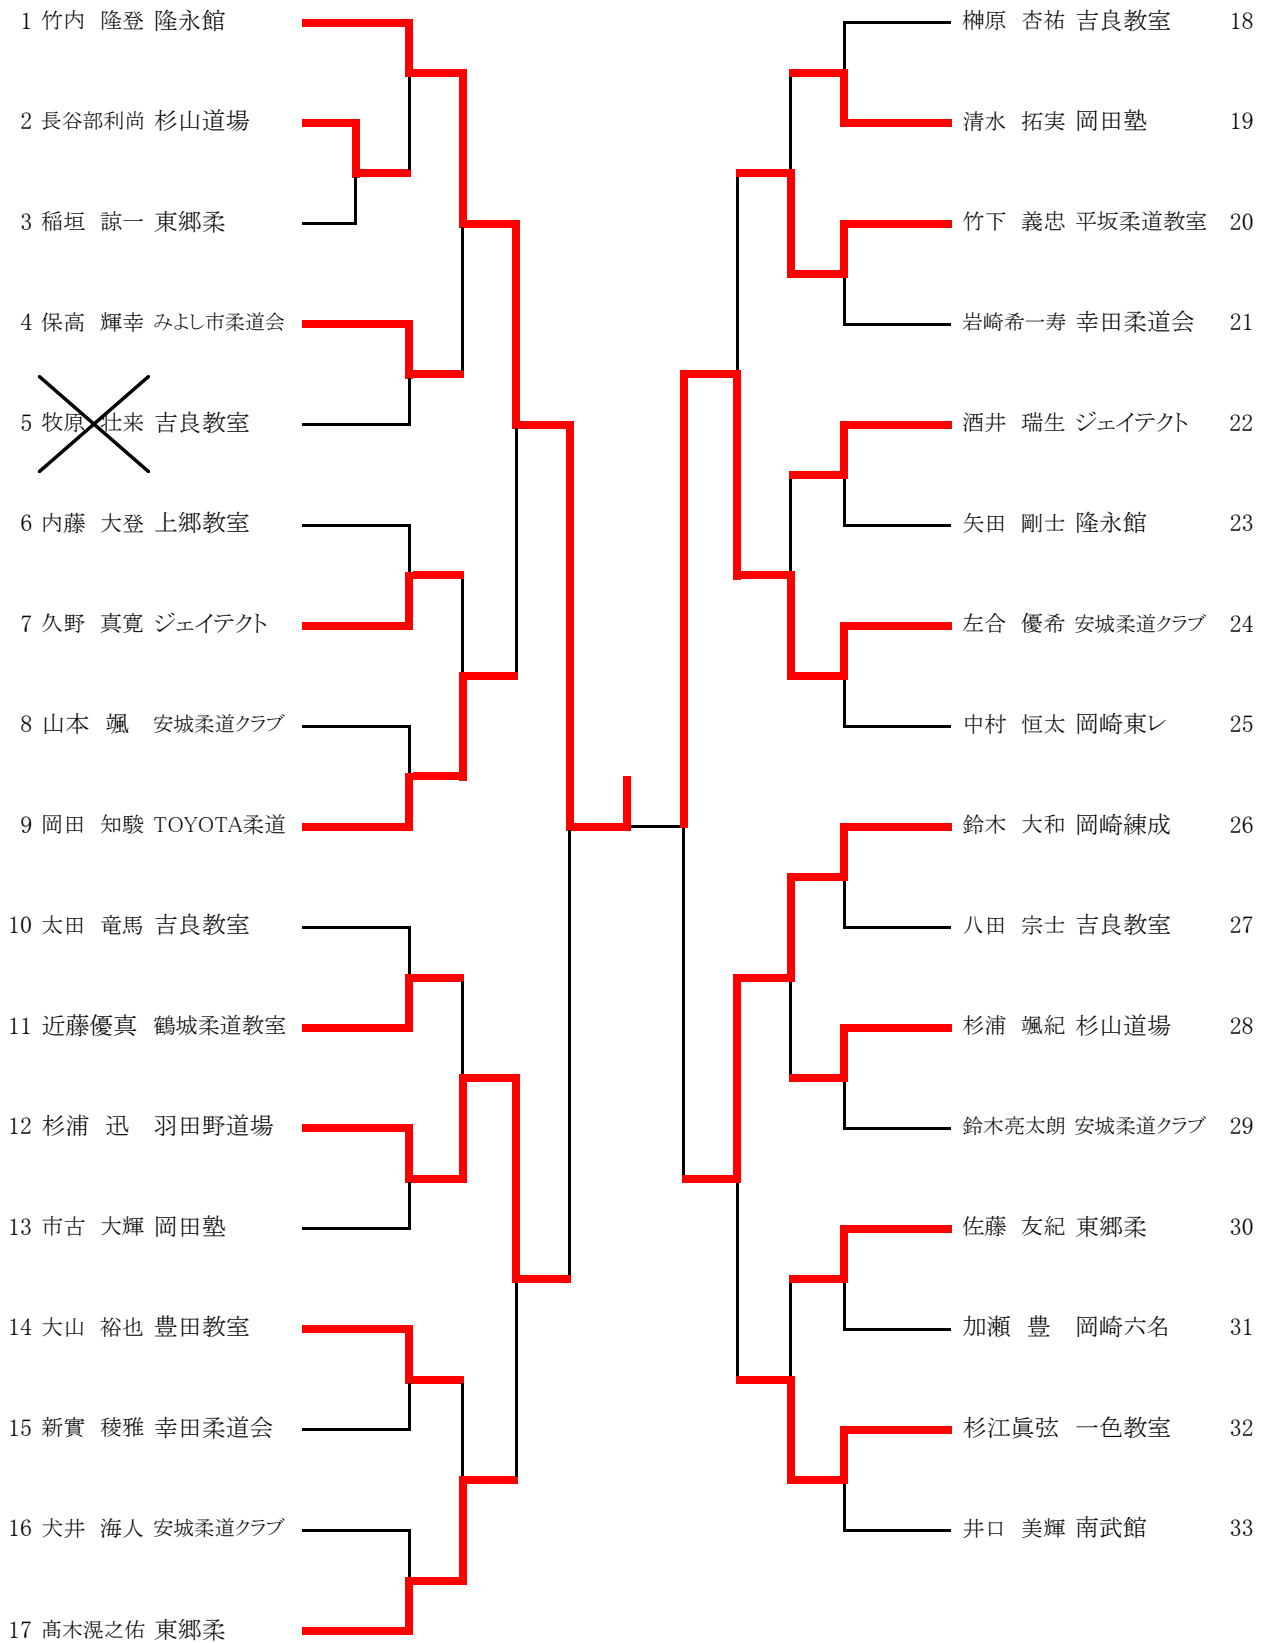 1 竹内 隆登 隆永館
2 長谷部利尚 杉山道場
3 稲垣 諒一 東郷柔
4 保高 輝幸 みよし市柔道会
5 牧原 壮来 吉良教室
6 内藤 大登 上郷教室
7 久野 真寛 ジェイテクト
8 山本 颯 安城柔道クラブ
9 岡田 知駿 TOYOTA柔道
10 太田 竜馬 吉良教室
11 近藤優真 鶴城柔道教室
12 杉浦 迅 羽田野道場
13 市古 大輝 岡田塾
14 大山 裕也 豊田教室
15 新實 稜雅 幸田柔道会
16 犬井 海人 安城柔道クラブ
17 髙木滉之佑 東郷柔
榊原 杏祐 吉良教室 18
清水 拓実 岡田塾 19
竹下 義忠 平坂柔道教室 20
岩崎希一寿 幸田柔道会 21
酒井 瑞生 ジェイテクト 22
矢田 剛士 隆永館 23
左合 優希 安城柔道クラブ 24
中村 恒太 岡崎東レ 25
鈴木 大和 岡崎練成 26
八田 宗士 吉良教室 27
杉浦 颯紀 杉山道場 28
鈴木亮太朗 安城柔道クラブ 29
佐藤 友紀 東郷柔 30
加瀬 豊 岡崎六名 31
杉江眞弦 一色教室 32
井口 美輝 南武館 33